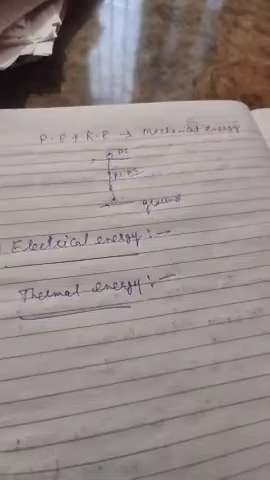 P.E + K.E → Mechanical energy
ground
Electrical energy:-
Thermal energy:-